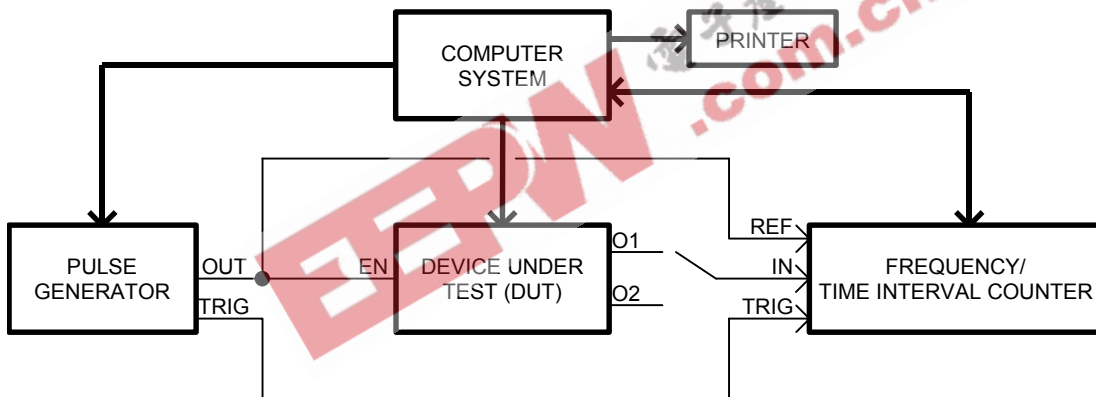 COMPUTER
SYSTEM
PRINTER
PULSE
GENERATOR
OUT
TRIG
EN
DEVICE UNDER
TEST (DUT)
O1
O2
REF
IN
TRIG
FREQUENCY/
TIME INTERVAL COUNTER
EEPW
.com.cn